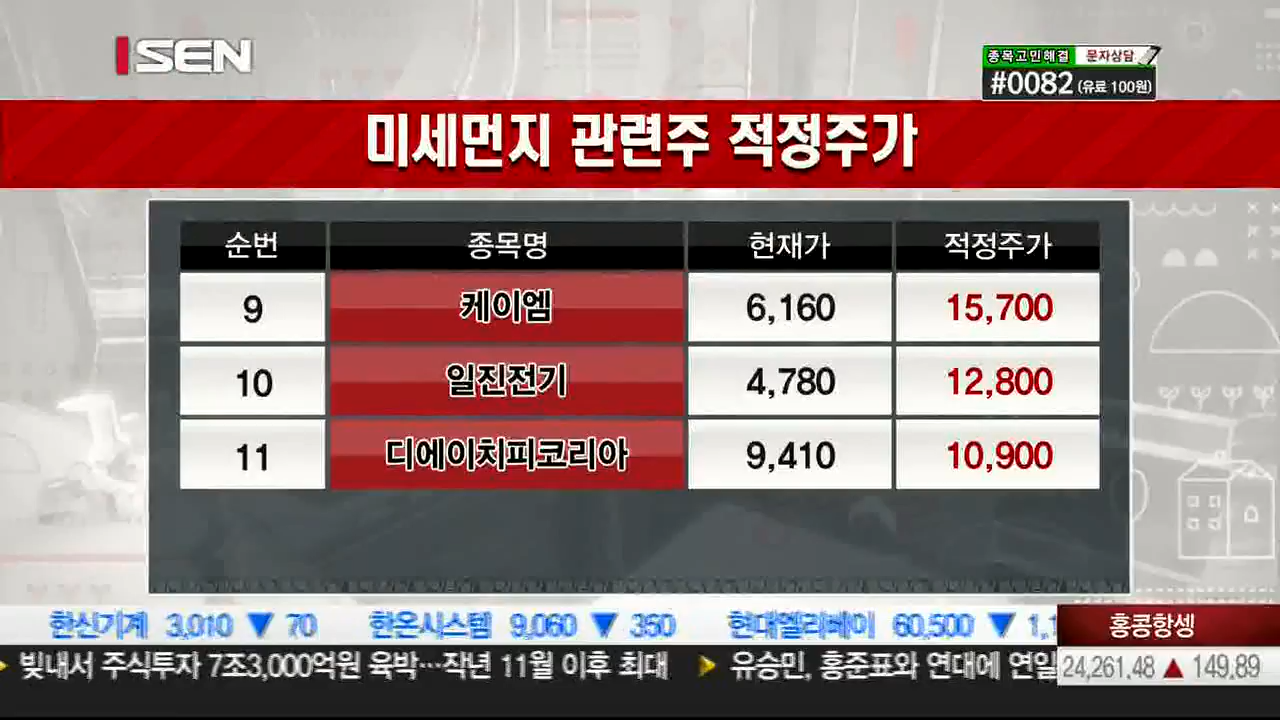 SEN
종목고민해결 문자상담
#0082 (유료 100원)
미세먼지 관련주 적정주가
순번 종목명 현재가 적정주가
9 케이엠 6,160 15,700
10 일진전기 4,780 12,800
11 디에이치피코리아 9,410 10,900
한신기계 3,010 ▼ 70 한온시스템 9,060 ▼ 350 현대엘리베이 60,500 ▼ 1,1
홍콩항셍
빚내서 주식투자 7조3,000억원 육박…작년 11월 이후 최대 유승민, 홍준표와 연대에 연일
24,261.48 ▲ 149.89